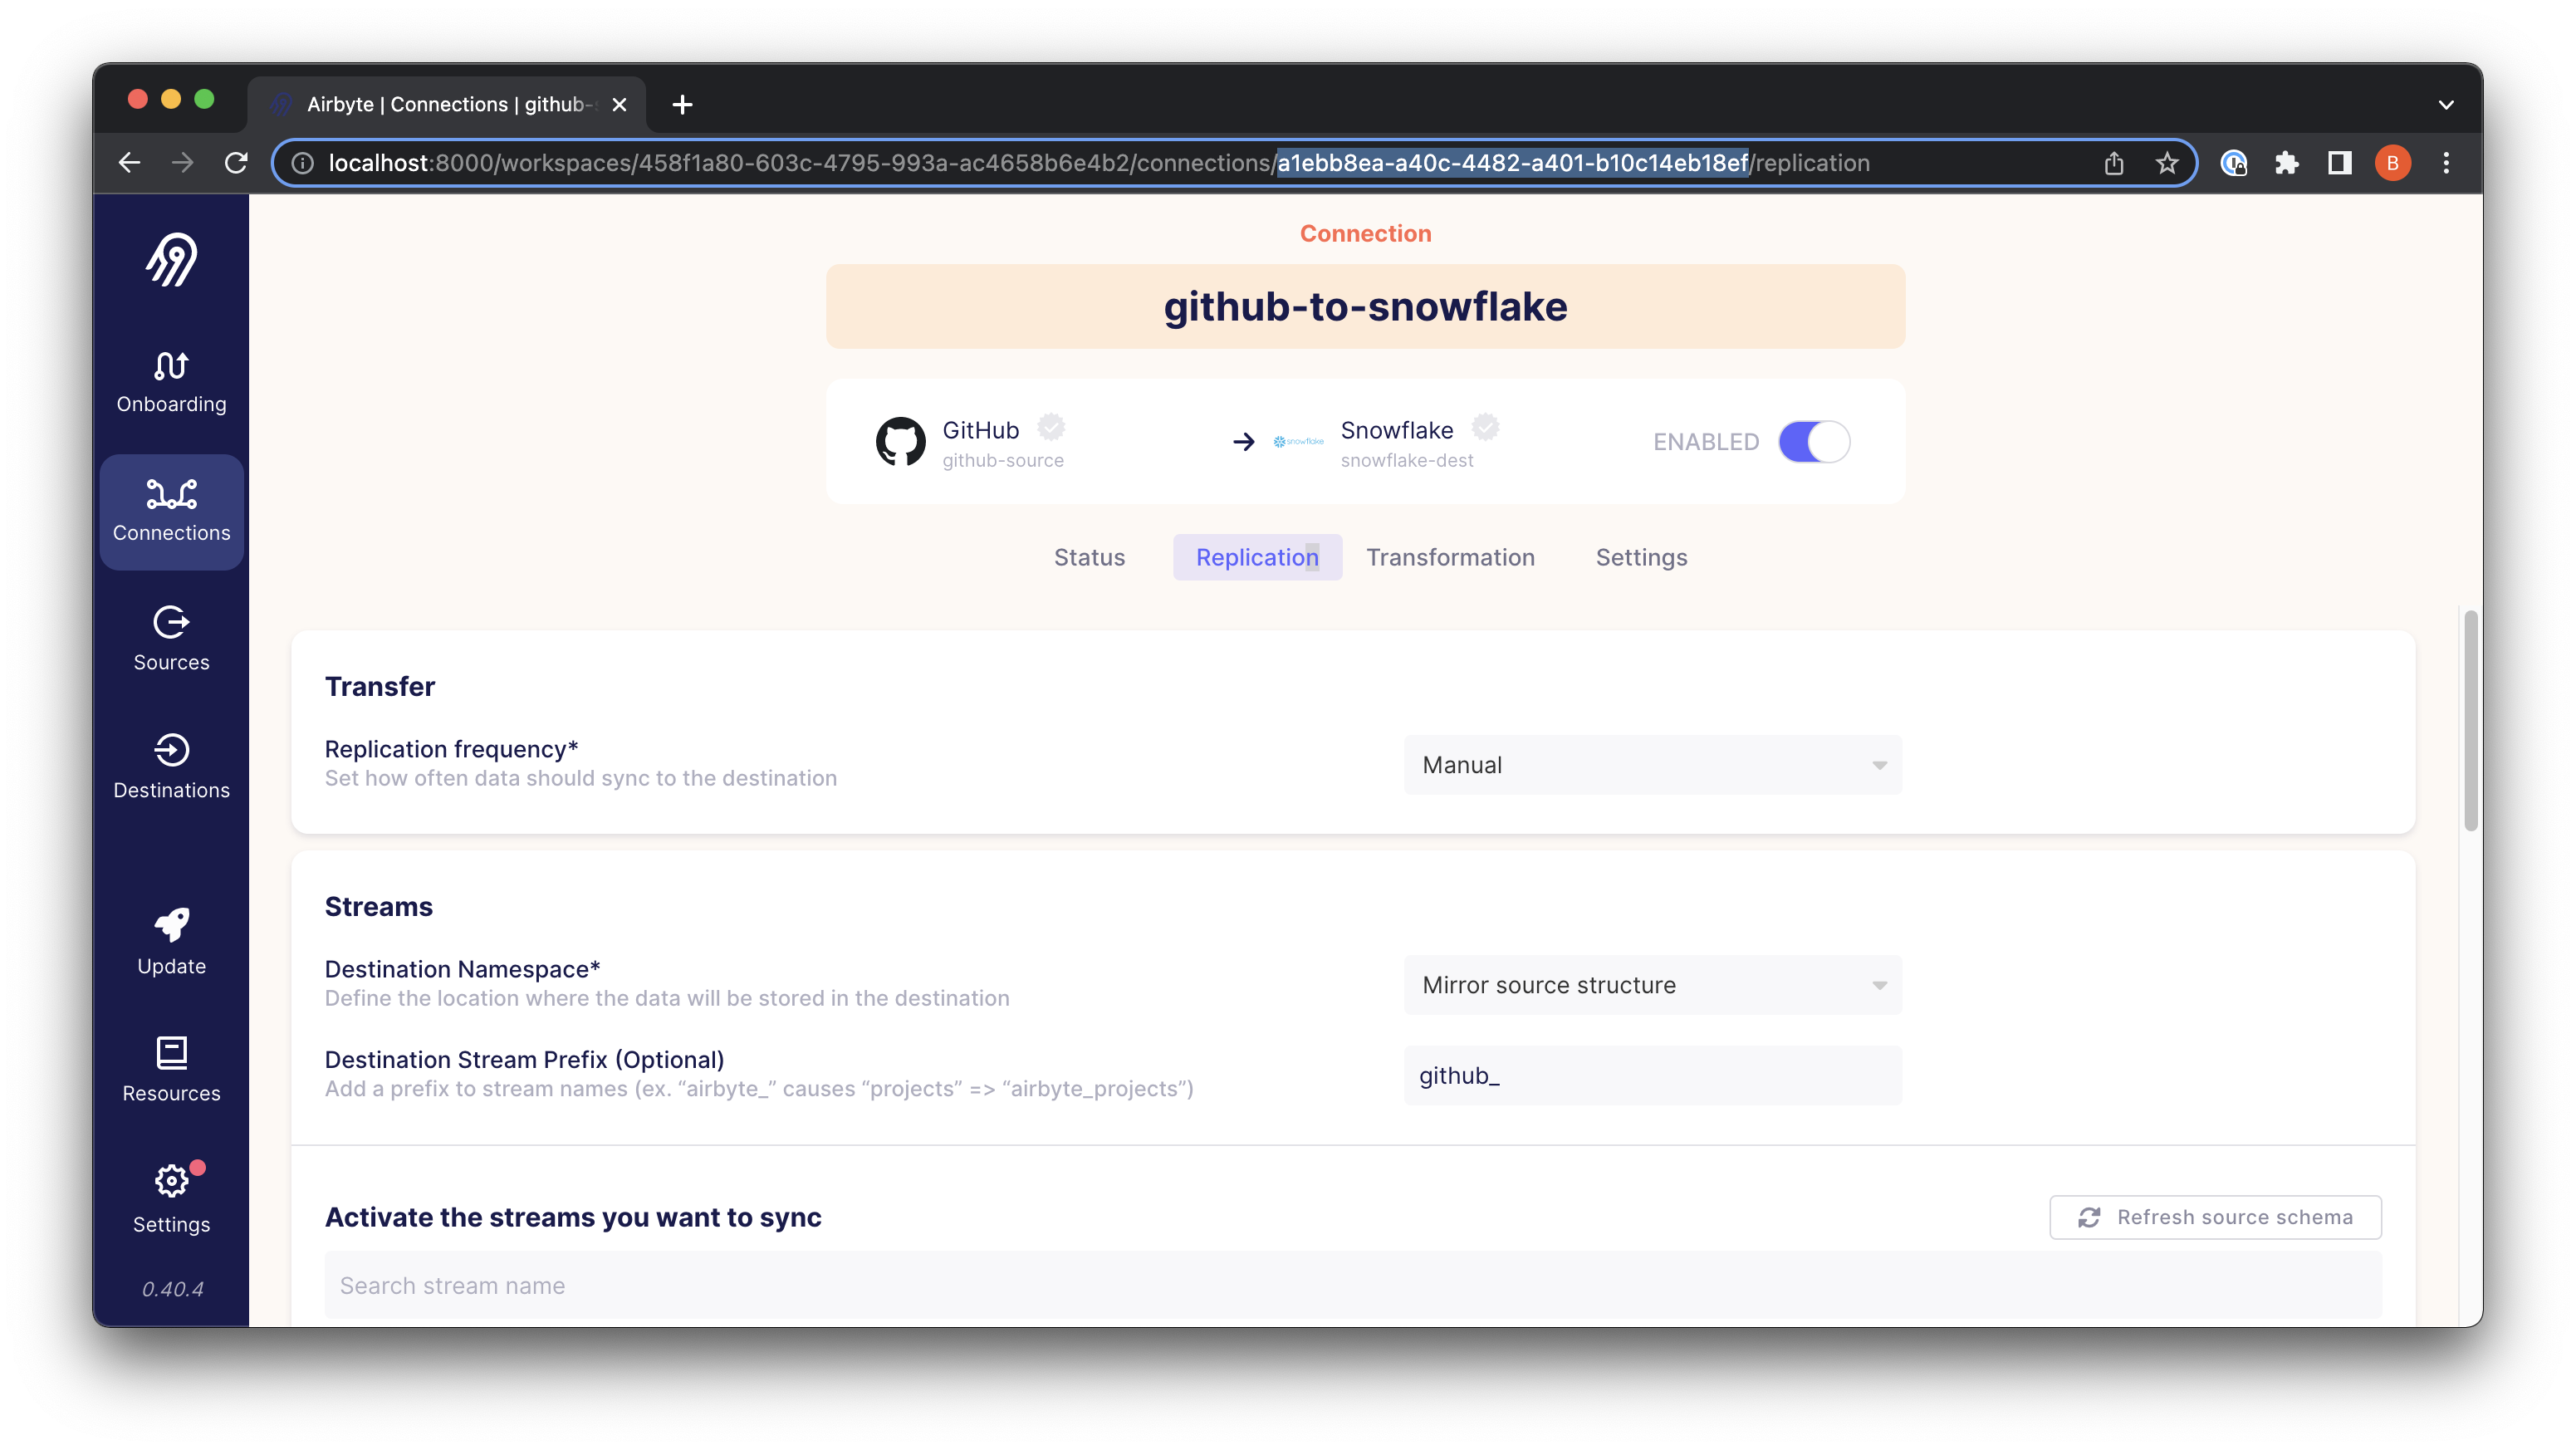 Airbyte | Connections | github-
localhost:8000/workspaces/458f1a80-603c-4795-993a-ac4658b6e4b2/connections/a1ebb8ea-a40c-4482-a401-b10c14eb18ef/replication
B
Connection
github-to-snowflake
GitHub
github-source
snowflake
Snowflake
snowflake-dest
ENABLED
Status
Replication
Transformation
Settings
Onboarding
Connections
Sources
Destinations
Update
Resources
Settings
0.40.4
Transfer
Replication frequency*
Set how often data should sync to the destination
Manual
Streams
Destination Namespace*
Define the location where the data will be stored in the destination
Mirror source structure
Destination Stream Prefix (Optional)
Add a prefix to stream names (ex. “airbyte_” causes “projects” => “airbyte_projects”)
github_
Activate the streams you want to sync
Refresh source schema
Search stream name